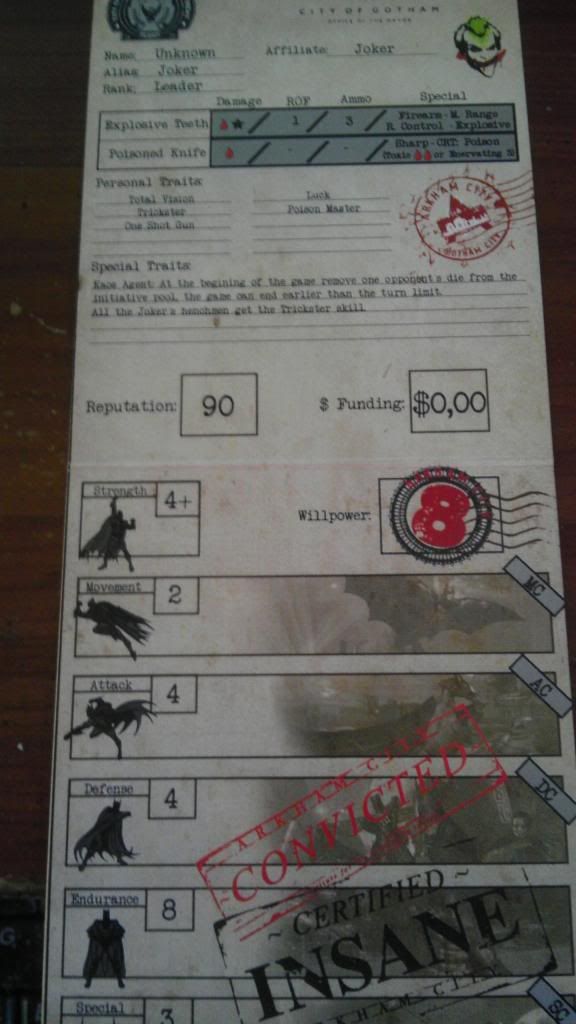 CITY OF GOTHAM
OFFICE OF THE MAYOR
Name: Unknown
Affiliate: Joker
Alias: Joker
Rank: Leader
Damage ROF Ammo Special
Explosive Teeth / 1 / 3 / Firearm - M. Range
R. Control - Explosive
Poisoned Knife / - / - / Sharp - CRT: Poison
(Toxic or Enervating 3)
Personal Traits:
Total Vision
Trickster
One Shot Gun
Luck
Poison Master
ARKHAM CITY
GOTHAM CITY
Special Traits:
Kaos Agent: At the begining of the game remove one opponent's die from the
initiative pool, the game can end earlier than the turn limit.
All the Joker's henchmen get the Trickster skill
Reputation: 90
$ Funding: $0,00
Strength 4+
Willpower: 8
Movement 2
MC
Attack 4
AC
Defense 4
DC
ARKHAM CITY
~CONVICTED~
Endurance 8
~ CERTIFIED ~
INSANE
ARKHAM CITY
Special 3
SC